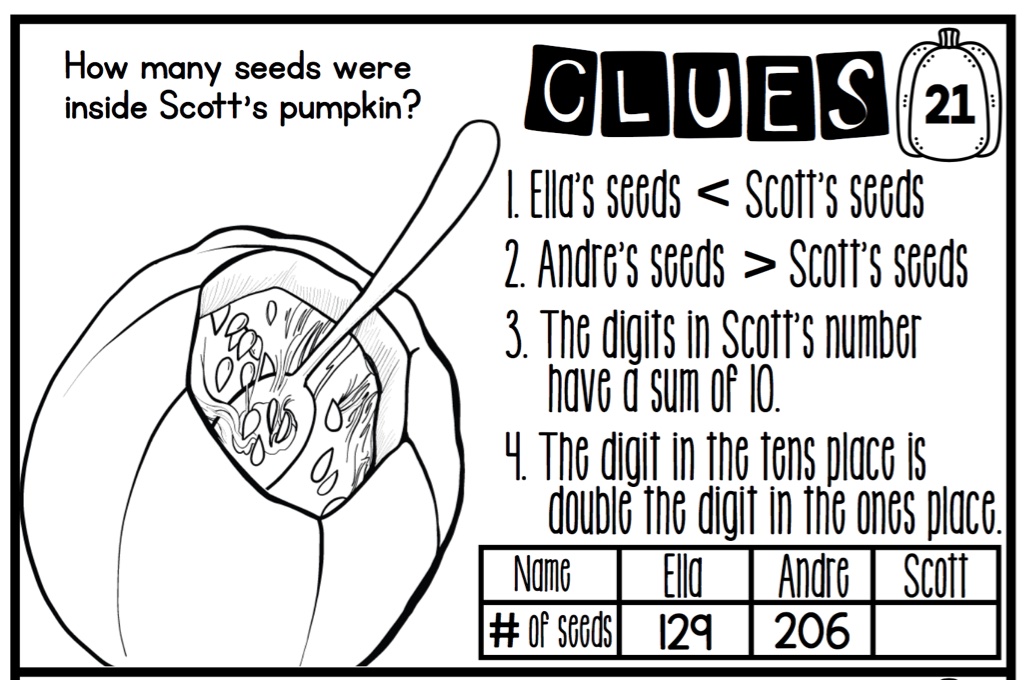 How many seeds were
inside Scott's pumpkin?
CLUES
21
1. Ella's seeds < Scott's seeds
2. Andre's seeds > Scott's seeds
3. The digits in Scott's number
have a sum of 10.
4. The digit in the tens place is
double the digit in the ones place.
Name Ella Andre Scott
# of seeds 129 206